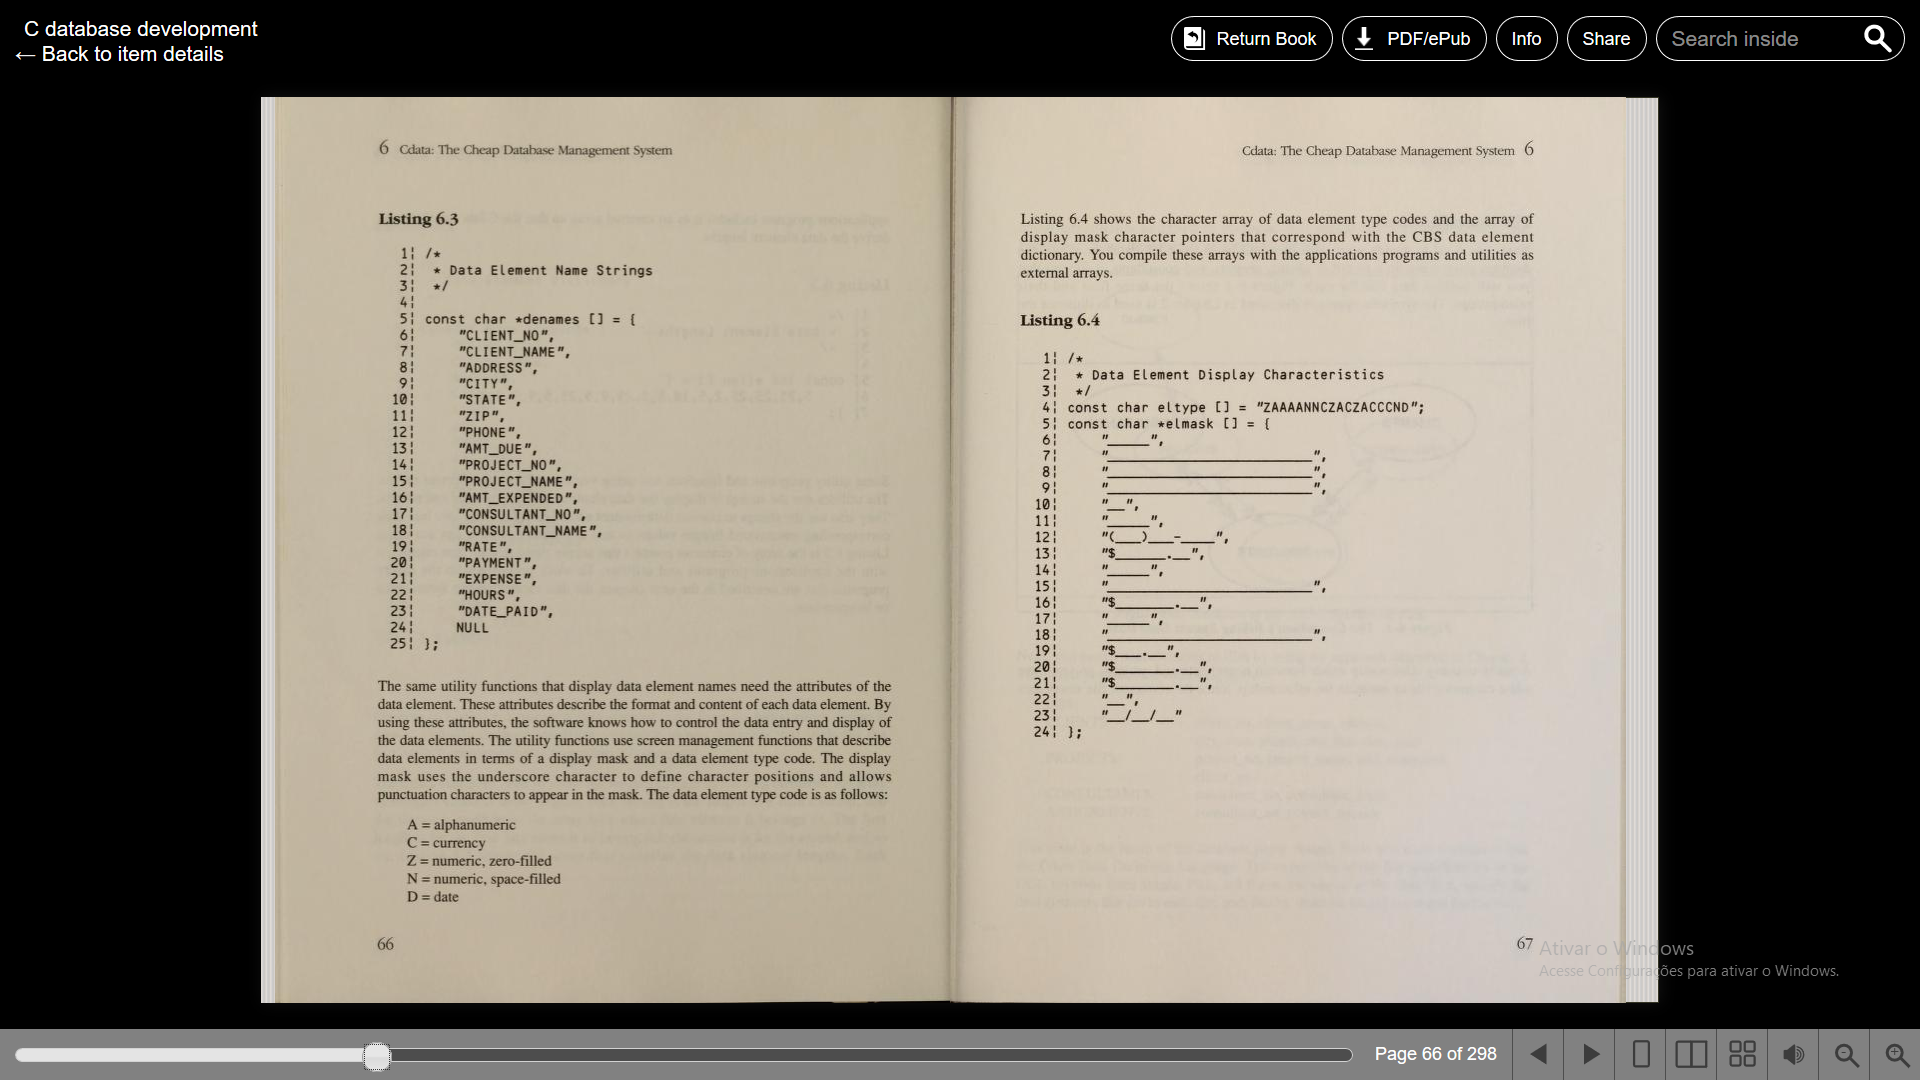 C database development
← Back to item details
Return Book
PDF/ePub
Info
Share
Search inside
6 Cdata: The Cheap Database Management System
Listing 6.3
1¦ /*
2¦  * Data Element Name Strings
3¦  */
4¦
5¦ const char *denames [] = {
6¦     "CLIENT_NO",
7¦     "CLIENT_NAME",
8¦     "ADDRESS",
9¦     "CITY",
10¦     "STATE",
11¦     "ZIP",
12¦     "PHONE",
13¦     "AMT_DUE",
14¦     "PROJECT_NO",
15¦     "PROJECT_NAME",
16¦     "AMT_EXPENDED",
17¦     "CONSULTANT_NO",
18¦     "CONSULTANT_NAME",
19¦     "RATE",
20¦     "PAYMENT",
21¦     "EXPENSE",
22¦     "HOURS",
23¦     "DATE_PAID",
24¦     NULL
25¦ };
The same utility functions that display data element names need the attributes of the
data element. These attributes describe the format and content of each data element. By
using these attributes, the software knows how to control the data entry and display of
the data elements. The utility functions use screen management functions that describe
data elements in terms of a display mask and a data element type code. The display
mask uses the underscore character to define character positions and allows
punctuation characters to appear in the mask. The data element type code is as follows:
A = alphanumeric
C = currency
Z = numeric, zero-filled
N = numeric, space-filled
D = date
66
Cdata: The Cheap Database Management System 6
Listing 6.4 shows the character array of data element type codes and the array of
display mask character pointers that correspond with the CBS data element
dictionary. You compile these arrays with the applications programs and utilities as
external arrays.
Listing 6.4
1¦ /*
2¦  * Data Element Display Characteristics
3¦  */
4¦ const char eltype [] = "ZAAAANNCZACZACCCND";
5¦ const char *elmask [] = {
6¦     "_____",
7¦     "_________________________",
8¦     "_________________________",
9¦     "_________________________",
10¦     "__",
11¦     "_____",
12¦     "(___)___-____",
13¦     "$______.__",
14¦     "_____",
15¦     "_________________________",
16¦     "$_______.__",
17¦     "_____",
18¦     "_________________________",
19¦     "$___.__",
20¦     "$_______.__",
21¦     "$_______.__",
22¦     "__",
23¦     "__/__/__"
24¦ };
67
Ativar o Windows
Acesse Configurações para ativar o Windows.
Page 66 of 298